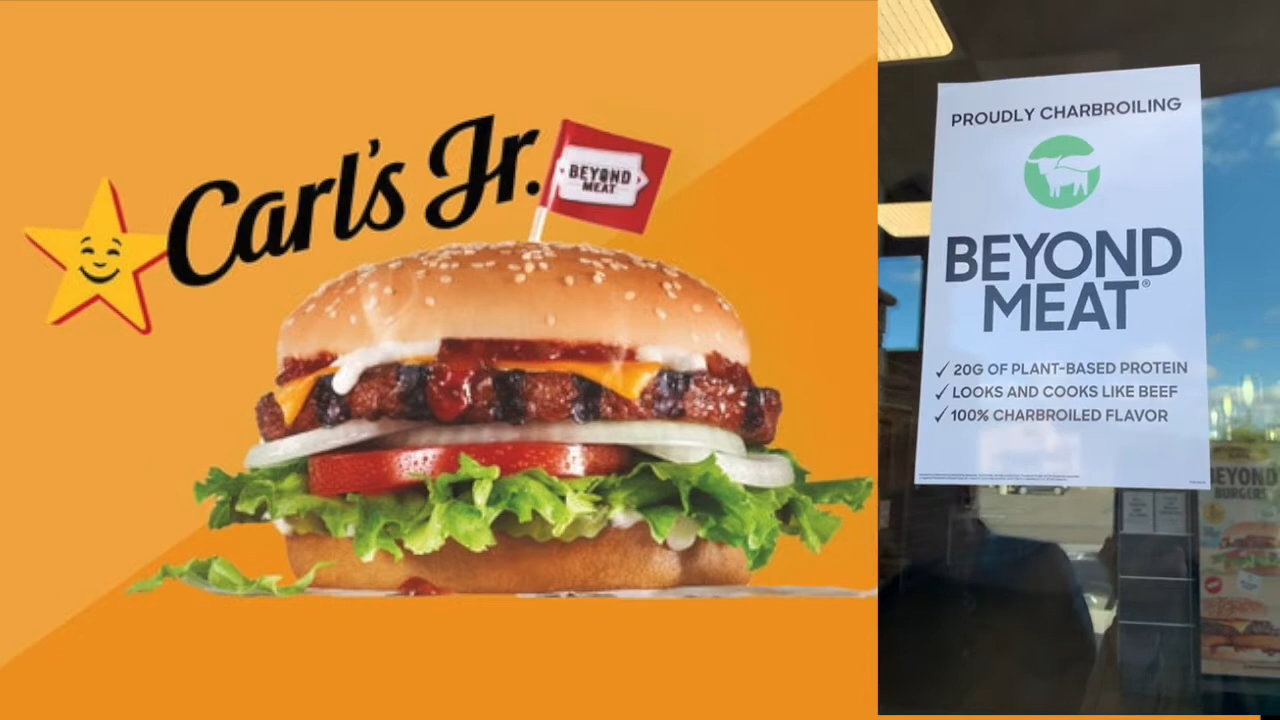 Carl's Jr.
BEYOND
MEAT
PROUDLY CHARBROILING
BEYOND
MEAT®
✓ 20G OF PLANT-BASED PROTEIN
✓ LOOKS AND COOKS LIKE BEEF
✓ 100% CHARBROILED FLAVOR
BEYOND
BURGERS